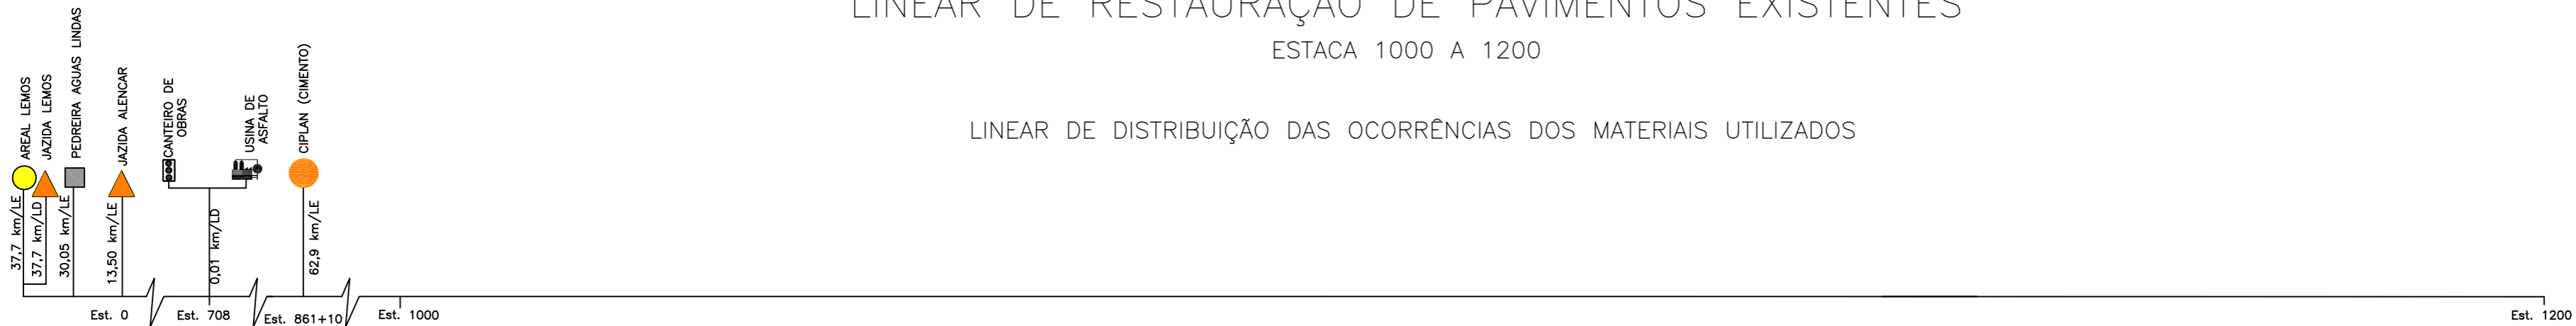 LINEAR DE RESTAURAÇÃO DE PAVIMENTOS EXISTENTES
ESTACA 1000 A 1200
LINEAR DE DISTRIBUIÇÃO DAS OCORRÊNCIAS DOS MATERIAIS UTILIZADOS
AREAL LEMOS
JAZIDA LEMOS
PEDREIRA AGUAS LINDAS
JAZIDA ALENCAR
CANTEIRO DE
OBRAS
USINA DE
ASFALTO
CIPLAN (CIMENTO)
37,7 km/LE
37,7 km/LD
30,05 km/LE
13,50 km/LE
0,01 km/LD
62,9 km/LE
Est. 0
Est. 708
Est. 861+10
Est. 1000
Est. 1200